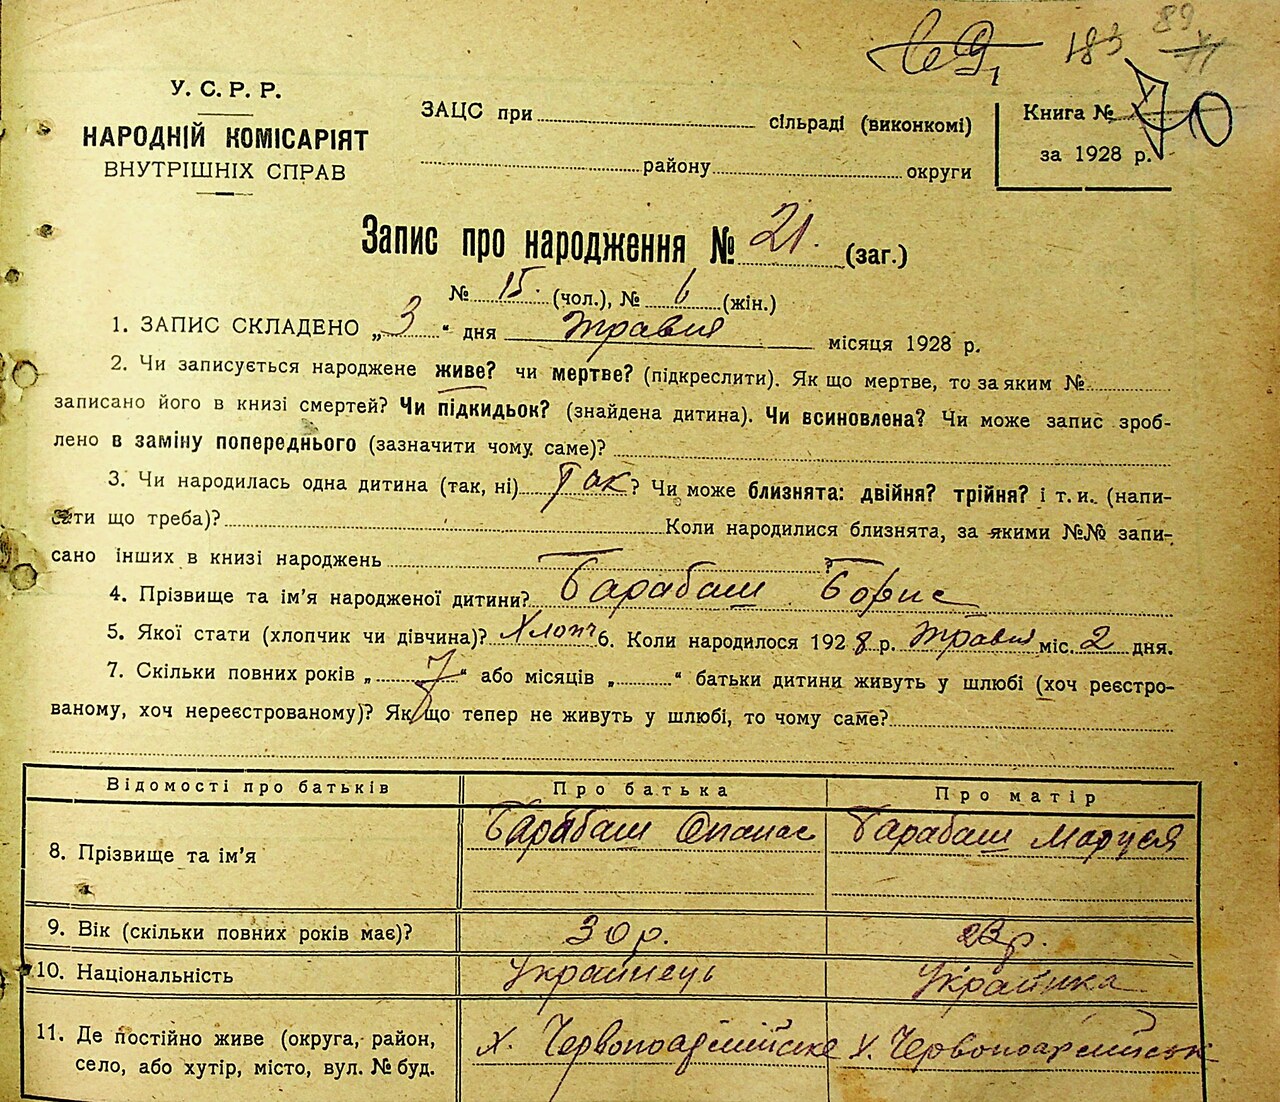 183 89
У. С. Р. Р.
НАРОДНІЙ КОМІСАРІЯТ
ВНУТРІШНІХ СПРАВ
ЗАЦС при сільраді (виконкомі)
району округи
Книга № 70
за 1928 р.
Запис про народження № 21. (заг.)
№ 15. (чол.), № 6 (жін.)
1. ЗАПИС СКЛАДЕНО „3“ дня травня місяця 1928 р.
2. Чи записується народжене живе? чи мертве? (підкреслити). Як що мертве, то за яким №
записано його в книзі смертей? Чи підкидьок? (знайдена дитина). Чи всиновлена? Чи може запис зроб-
лено в заміну попереднього (зазначити чому, саме)?
3. Чи народилась одна дитина (так, ні) Так? Чи може близнята: двійня? трійня? і т. и. (напи-
сати що треба)? Коли народилися близнята, за якими №№ запи-
сано інших в книзі народжень ?
4. Прізвище та ім’я народженої дитини? Барабаш Борис
5. Якої стати (хлопчик чи дівчина)? Хлопч 6. Коли народилося 1928 р. травня міс. 2 дня.
7. Скільки повних років „7“ або місяців „ “ батьки дитини живуть у шлюбі (хоч реєстро-
ваному, хоч нереєстрованому)? Як що тепер не живуть у шлюбі, то чому саме?
Відомості про батьків Про батька Про матір
8. Прізвище та ім’я Барабаш Опанас Барабаш Маруся
9. Вік (скільки повних років має)? 30 р. 23 р.
10. Національність Українець Українка
11. Де постійно живе (округа, район, х. Червоноармійське х. Червоноармійськ
село, або хутір, місто, вул. № буд.